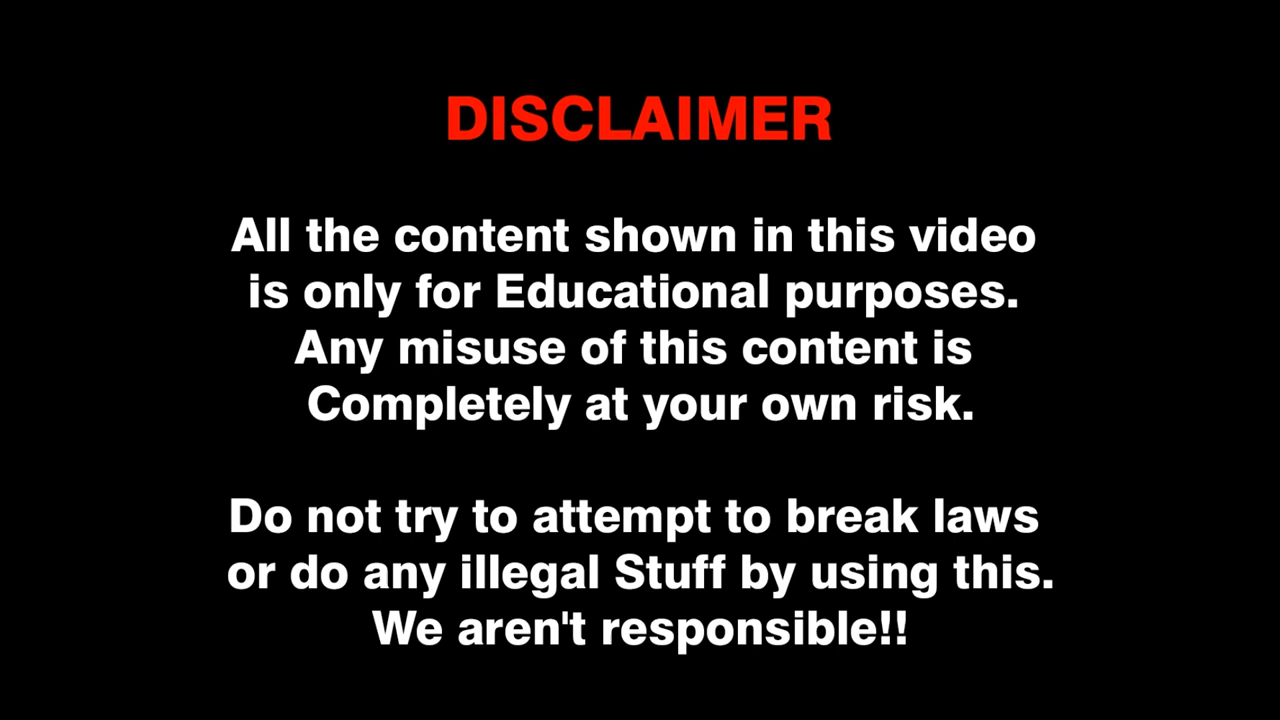 DISCLAIMER
All the content shown in this video
is only for Educational purposes.
Any misuse of this content is
Completely at your own risk.
Do not try to attempt to break laws
or do any illegal Stuff by using this.
We aren't responsible!!